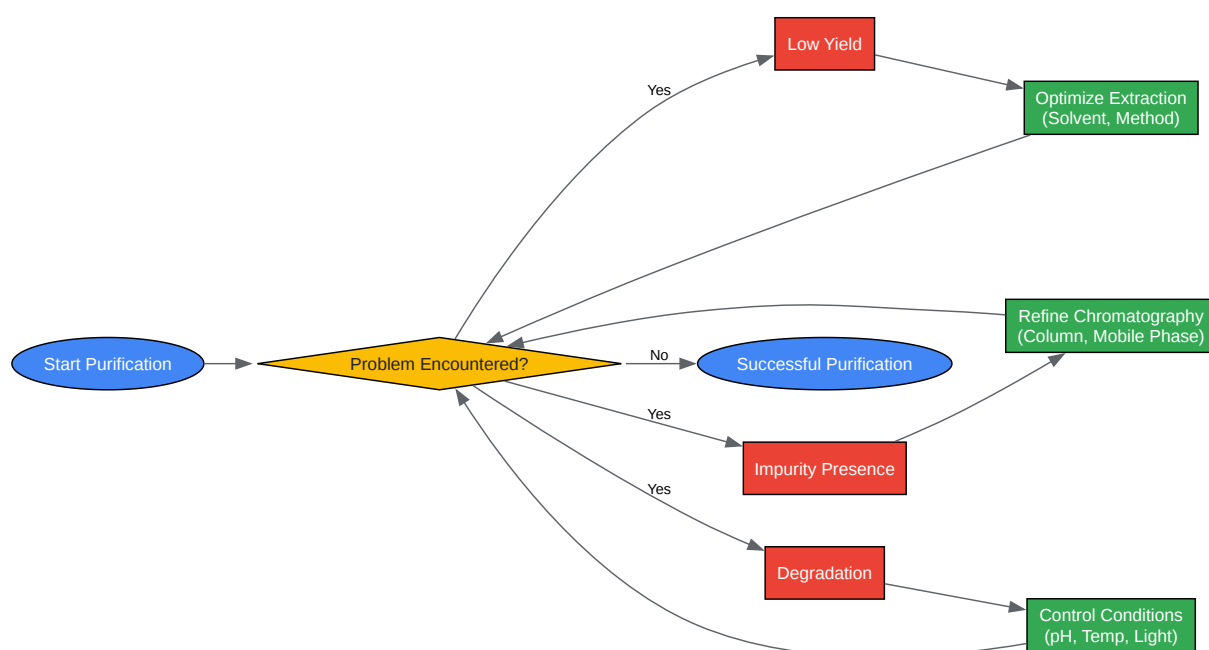 Low Yield
Yes
Optimize Extraction
(Solvent, Method)
Refine Chromatography
(Column, Mobile Phase)
Start Purification
Problem Encountered?
No
Successful Purification
Yes
Impurity Presence
Yes
Degradation
Control Conditions
(pH, Temp, Light)